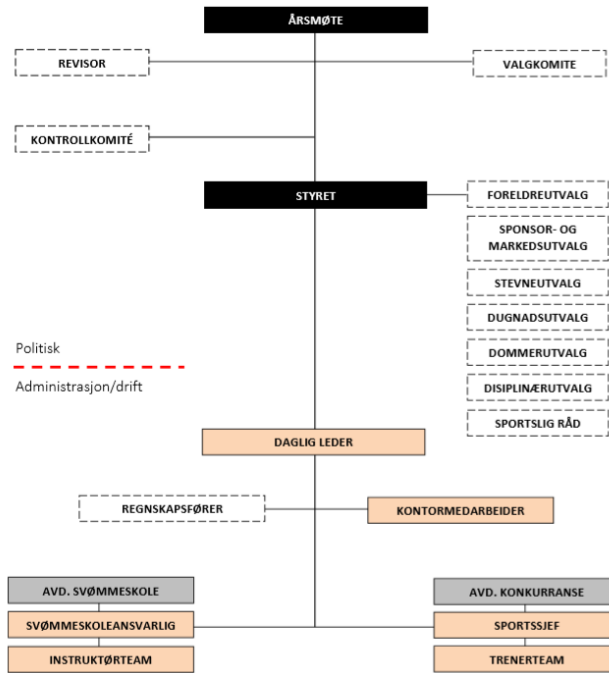 ÅRSMØTE
REVISOR
VALGKOMITE
KONTROLLKOMITÉ
STYRET
FORELDREUTVALG
SPONSOR- OG
MARKEDSUTVALG
STEVNEUTVALG
DUGNADSUTVALG
Politisk
DOMMERUTVALG
Administrasjon/drift
DISIPLINÆRUTVALG
SPORTSLIG RÅD
DAGLIG LEDER
REGNSKAPSFØRER
KONTORMEDARBEIDER
AVD. SVØMMESKOLE
SVØMMESKOLEANSVARLIG
INSTRUKTØRTEAM
AVD. KONKURRANSE
SPORTSSJEF
TRENERTEAM